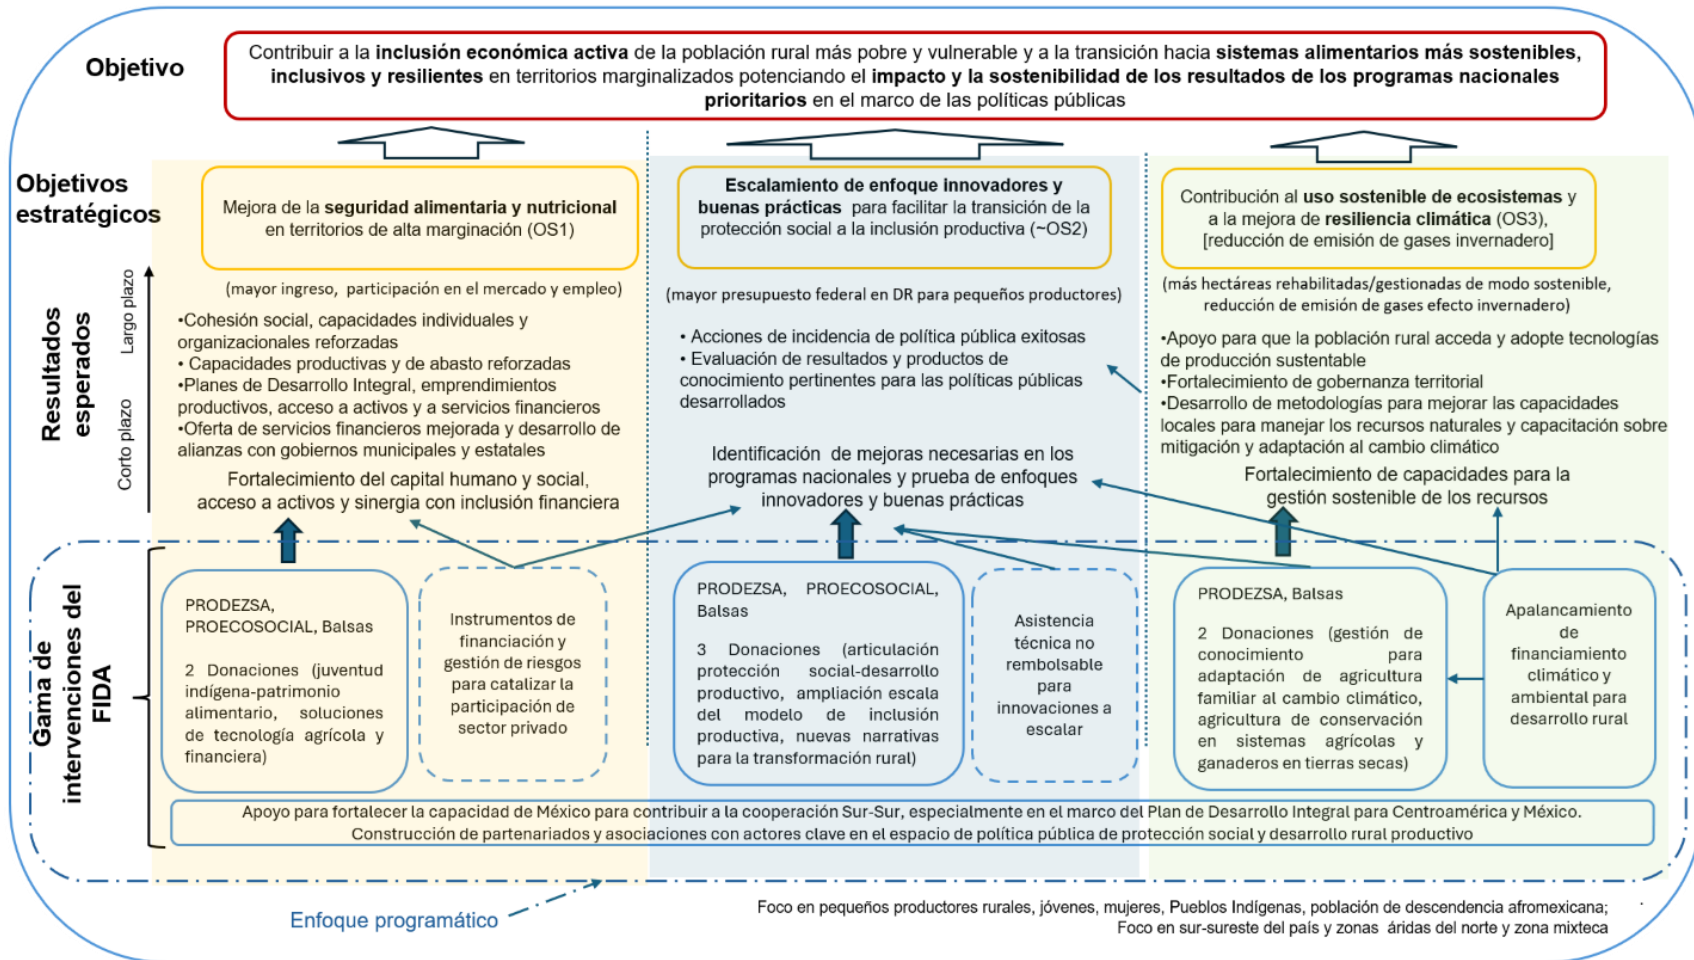 Objetivo
Contribuir a la inclusión económica activa de la población rural más pobre y vulnerable y a la transición hacia sistemas alimentarios más sostenibles,
inclusivos y resilientes en territorios marginalizados potenciando el impacto y la sostenibilidad de los resultados de los programas nacionales
prioritarios en el marco de las políticas públicas
Objetivos
estratégicos
Mejora de la seguridad alimentaria y nutricional
en territorios de alta marginación (OS1)
Escalamiento de enfoque innovadores y
buenas prácticas para facilitar la transición de la
protección social a la inclusión productiva (~OS2)
Contribución al uso sostenible de ecosistemas y
a la mejora de resiliencia climática (OS3),
[reducción de emisión de gases invernadero]
Resultados
esperados
Largo plazo
Corto plazo
(mayor ingreso, participación en el mercado y empleo)
•Cohesión social, capacidades individuales y
organizacionales reforzadas
• Capacidades productivas y de abasto reforzadas
•Planes de Desarrollo Integral, emprendimientos
productivos, acceso a activos y a servicios financieros
•Oferta de servicios financieros mejorada y desarrollo de
alianzas con gobiernos municipales y estatales
Fortalecimiento del capital humano y social,
acceso a activos y sinergia con inclusión financiera
(mayor presupuesto federal en DR para pequeños productores)
• Acciones de incidencia de política pública exitosas
• Evaluación de resultados y productos de
conocimiento pertinentes para las políticas públicas
desarrollados
Identificación de mejoras necesarias en los
programas nacionales y prueba de enfoques
innovadores y buenas prácticas
(más hectáreas rehabilitadas/gestionadas de modo sostenible,
reducción de emisión de gases efecto invernadero)
•Apoyo para que la población rural acceda y adopte tecnologías
de producción sustentable
•Fortalecimiento de gobernanza territorial
•Desarrollo de metodologías para mejorar las capacidades
locales para manejar los recursos naturales y capacitación sobre
mitigación y adaptación al cambio climático
Fortalecimiento de capacidades para la
gestión sostenible de los recursos
Gama de
intervenciones del
FIDA
PRODEZSA,
PROECOSOCIAL, Balsas
2 Donaciones (juventud
indígena-patrimonio
alimentario, soluciones
de tecnología agrícola y
financiera)
Instrumentos de
financiación y
gestión de riesgos
para catalizar la
participación de
sector privado
PRODEZSA, PROECOSOCIAL,
Balsas
3 Donaciones (articulación
protección social-desarrollo
productivo, ampliación escala
del modelo de inclusión
productiva, nuevas narrativas
para la transformación rural)
Asistencia
técnica no
rembolsable
para
innovaciones a
escalar
PRODEZSA, Balsas
2 Donaciones (gestión de
conocimiento para
adaptación de agricultura
familiar al cambio climático,
agricultura de conservación
en sistemas agrícolas y
ganaderos en tierras secas)
Apalancamiento
de
financiamiento
climático y
ambiental para
desarrollo rural
Apoyo para fortalecer la capacidad de México para contribuir a la cooperación Sur-Sur, especialmente en el marco del Plan de Desarrollo Integral para Centroamérica y México.
Construcción de partenariados y asociaciones con actores clave en el espacio de política pública de protección social y desarrollo rural productivo
Enfoque programático
Foco en pequeños productores rurales, jóvenes, mujeres, Pueblos Indígenas, población de descendencia afromexicana;
Foco en sur-sureste del país y zonas áridas del norte y zona mixteca